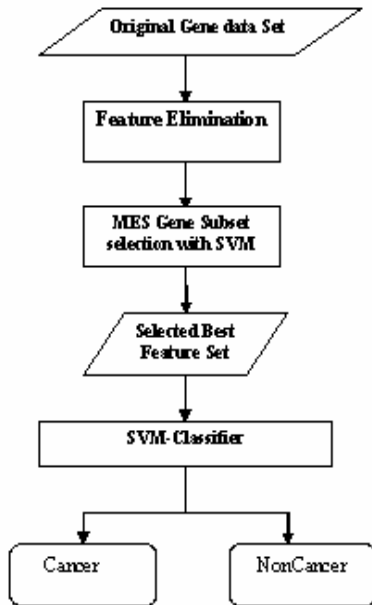 Original Gene data Set
Feature Elimination
MES Gene Subset
selection with SVM
Selected Best
Feature Set
SVM-Classifier
Cancer
NonCancer